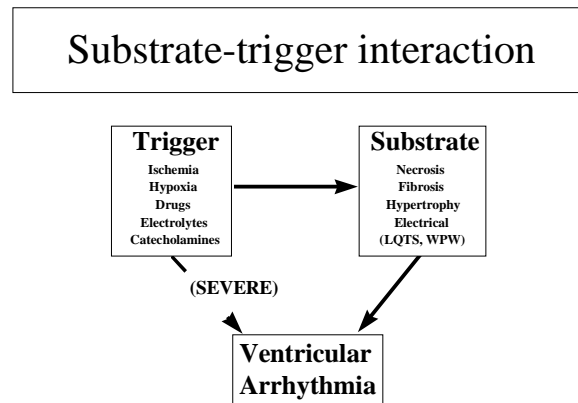 Substrate-trigger interaction
Trigger
Ischemia
Hypoxia
Drugs
Electrolytes
Catecholamines
Substrate
Necrosis
Fibrosis
Hypertrophy
Electrical
(LQTS, WPW)
(SEVERE)
Ventricular
Arrhythmia